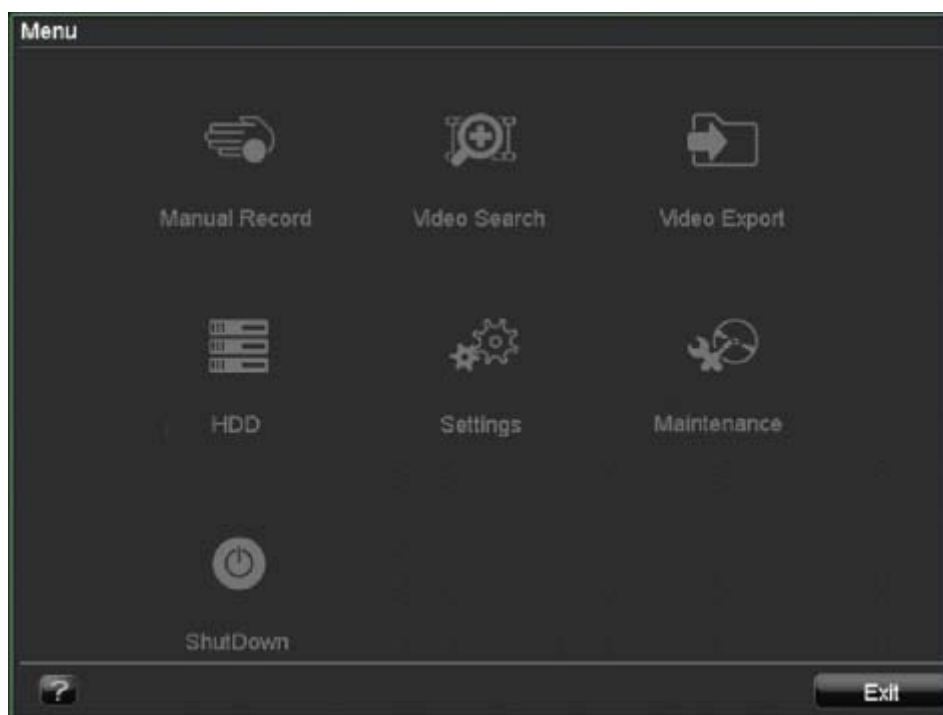 Menu
Manual Record
Video Search
Video Export
HDD
Settings
Maintenance
ShutDown
?
Exit